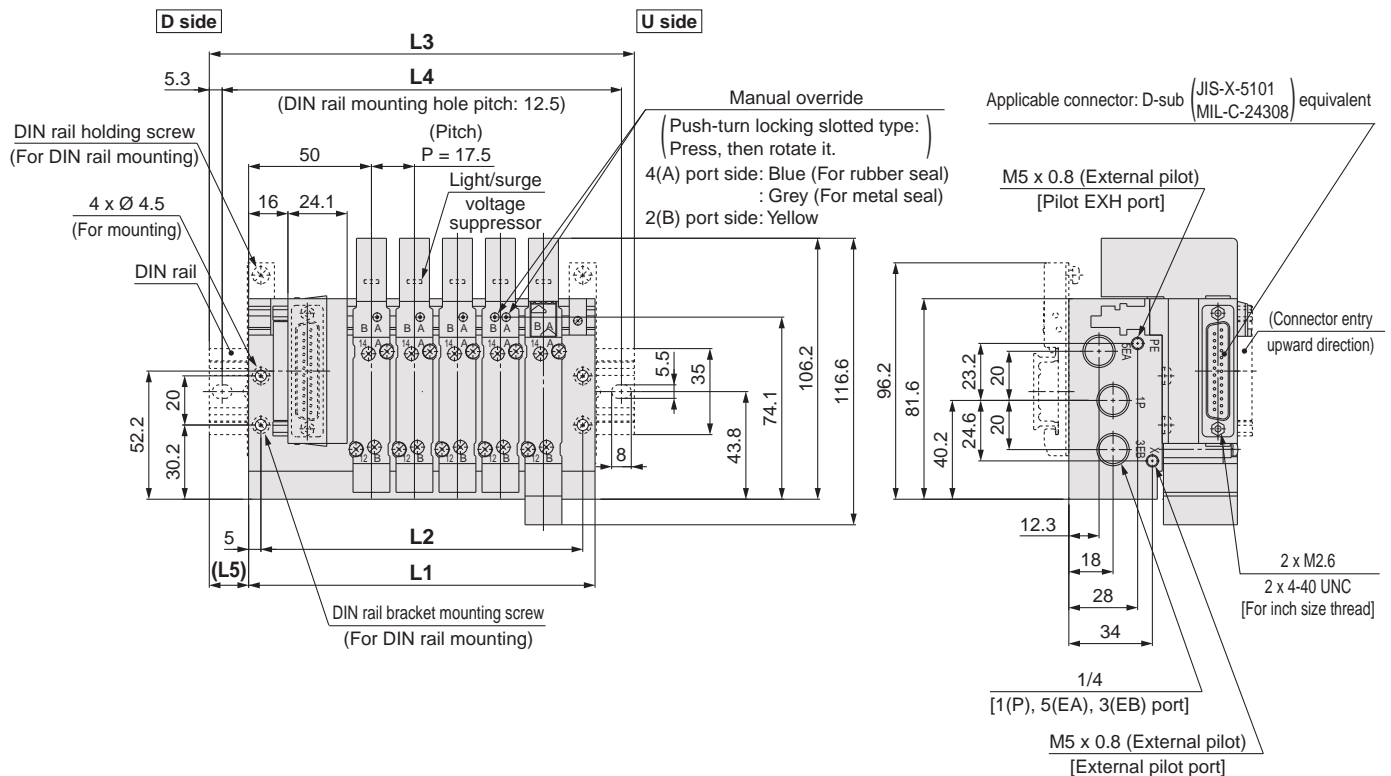 D side
U side
L3
5.3
L4
(DIN rail mounting hole pitch: 12.5)
(Pitch)
P = 17.5
50
DIN rail holding screw
(For DIN rail mounting)
16
24.1
Light/surge
voltage
suppressor
4 x Ø 4.5
(For mounting)
DIN rail
Manual override
(Push-turn locking slotted type:
Press, then rotate it.)
4(A) port side: Blue (For rubber seal)
: Grey (For metal seal)
2(B) port side: Yellow
B A
B A
B A
B A
B A
14
14
14
14
14
12 B
12 B
12 B
12 B
12 B
52.2
20
30.2
5.5
35
8
43.8
74.1
106.2
116.6
5
L2
(L5)
L1
DIN rail bracket mounting screw
(For DIN rail mounting)
Applicable connector: D-sub (JIS-X-5101
MIL-C-24308) equivalent
M5 x 0.8 (External pilot)
[Pilot EXH port]
(Connector entry
upward direction)
PE
5EA
1P
3EB
X
96.2
81.6
40.2
23.2
24.6
20
20
12.3
18
28
34
2 x M2.6
2 x 4-40 UNC
[For inch size thread]
1/4
[1(P), 5(EA), 3(EB) port]
M5 x 0.8 (External pilot)
[External pilot port]